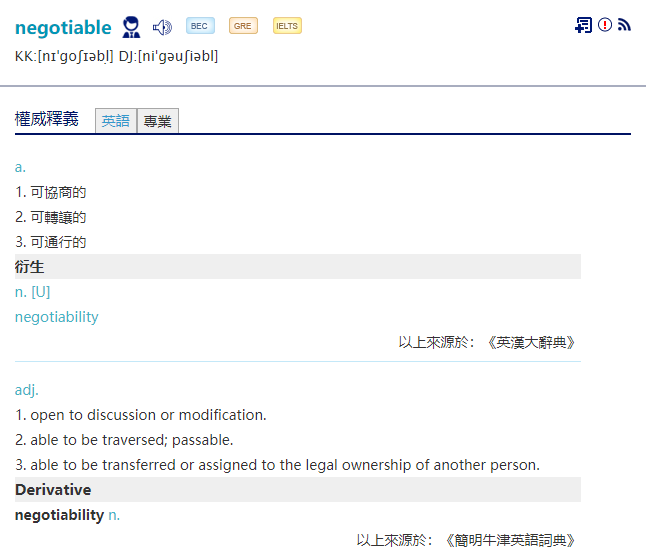 negotiable BEC GRE IELTS
KK:[nɪˋgoʃɪəb!] DJ:[niˈgəuʃiəbl]
權威釋義 英語 專業
a.
1. 可協商的
2. 可轉讓的
3. 可通行的
衍生
n. [U]
negotiability
以上來源於：《英漢大辭典》
adj.
1. open to discussion or modification.
2. able to be traversed; passable.
3. able to be transferred or assigned to the legal ownership of another person.
Derivative
negotiability n.
以上來源於：《簡明牛津英語詞典》